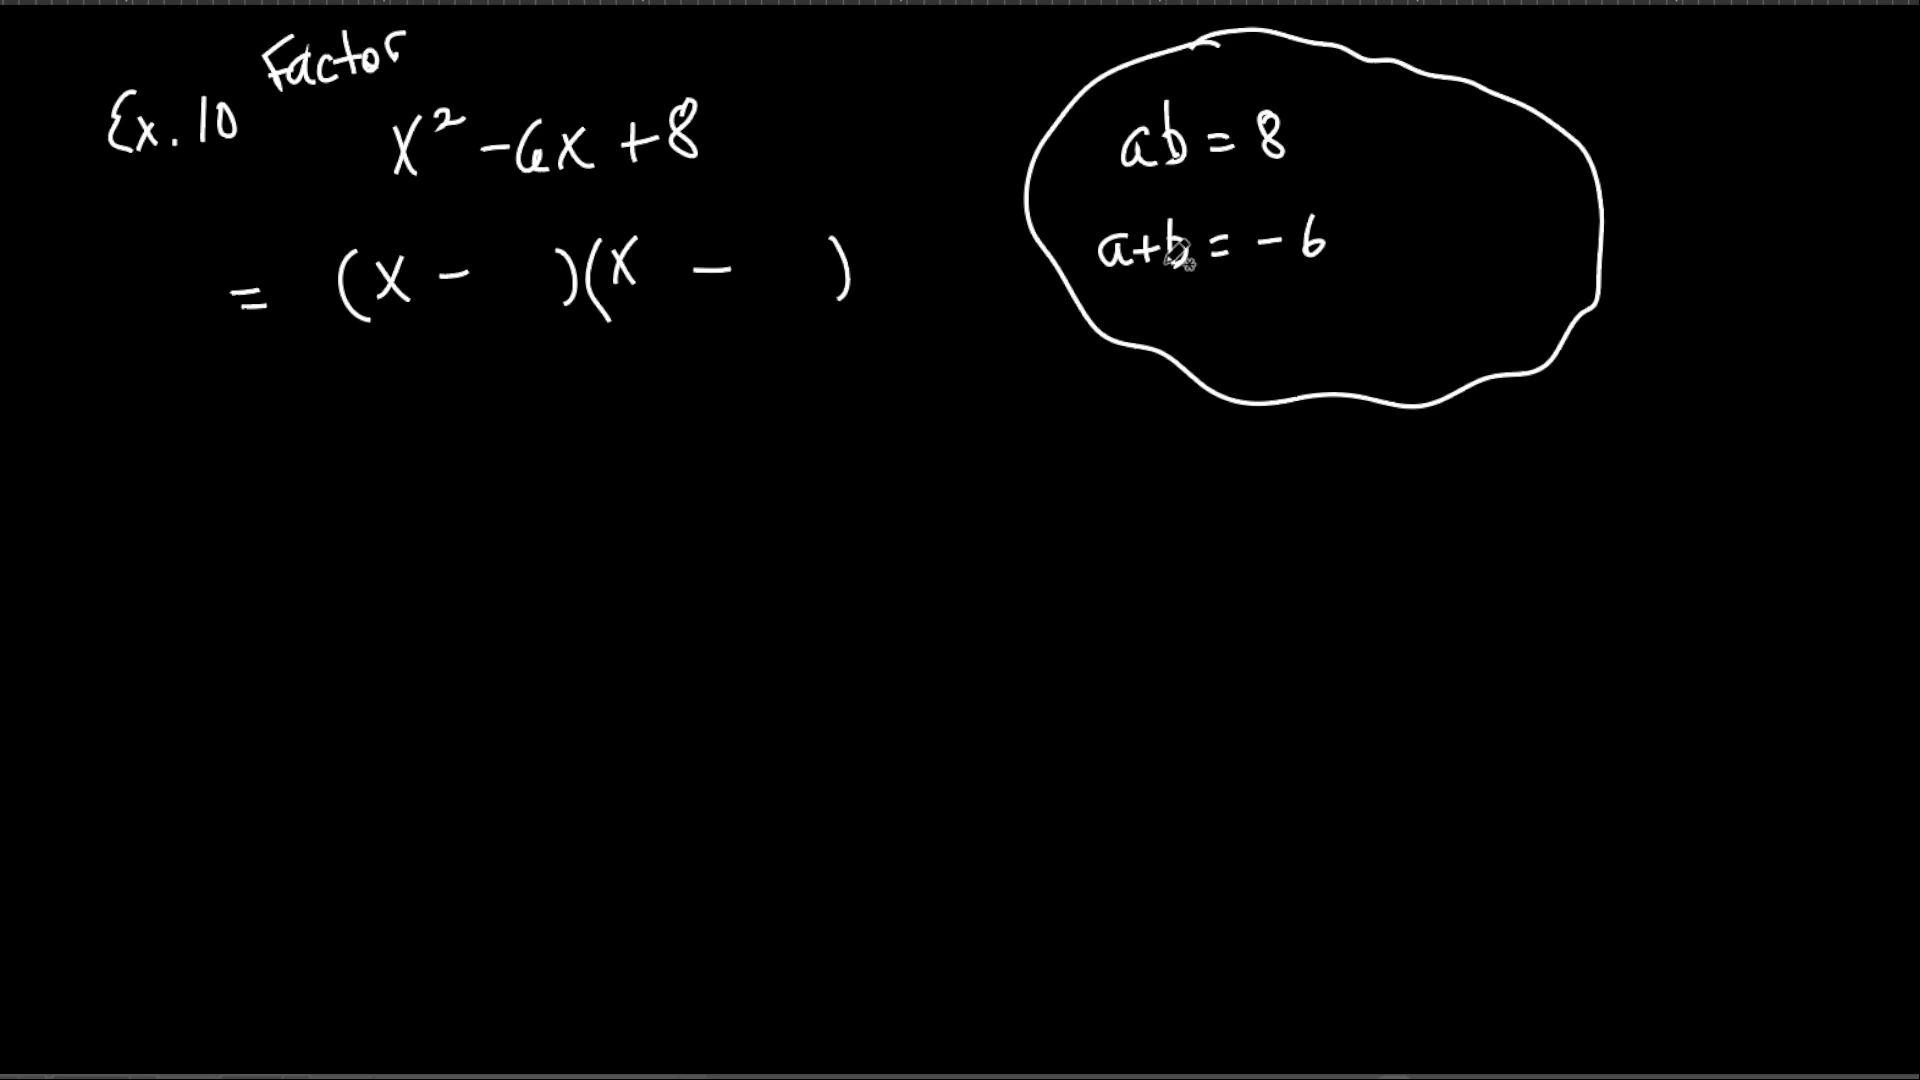 Factor
Ex. 10
x² - 6x + 8
= (x - )(x - )
ab = 8
a+b = -6